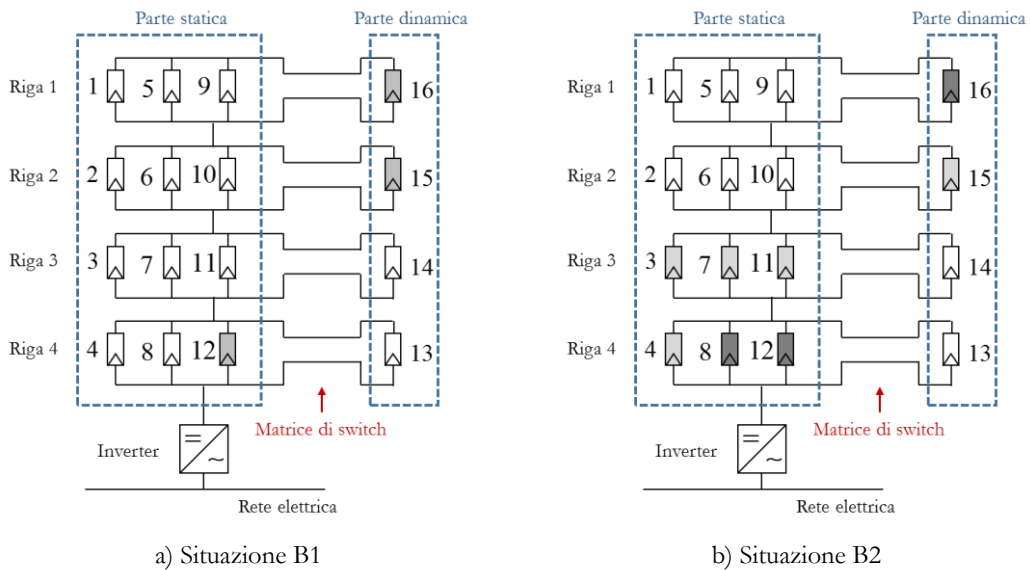 Parte statica
Parte dinamica
Riga 1
1
5
9
16
Riga 2
2
6
10
15
Riga 3
3
7
11
14
Riga 4
4
8
12
13
Matrice di switch
Inverter
=
~
Rete elettrica
a) Situazione B1
Parte statica
Parte dinamica
Riga 1
1
5
9
16
Riga 2
2
6
10
15
Riga 3
3
7
11
14
Riga 4
4
8
12
13
Matrice di switch
Inverter
=
~
Rete elettrica
b) Situazione B2